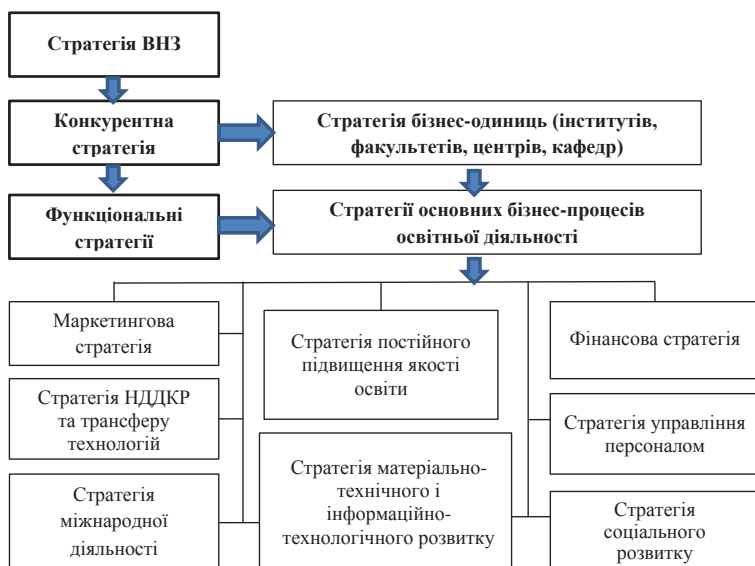 Стратегія ВНЗ
Конкурентна
стратегія
Стратегія бізнес-одиниць (інститутів,
факультетів, центрів, кафедр)
Функціональні
стратегії
Стратегії основних бізнес-процесів
освітньої діяльності
Маркетингова
стратегія
Стратегія постійного
підвищення якості
освіти
Фінансова стратегія
Стратегія НДДКР
та трансферу
технологій
Стратегія управління
персоналом
Стратегія
міжнародної
діяльності
Стратегія матеріально-
технічного і
інформаційно-
технологічного розвитку
Стратегія
соціального
розвитку